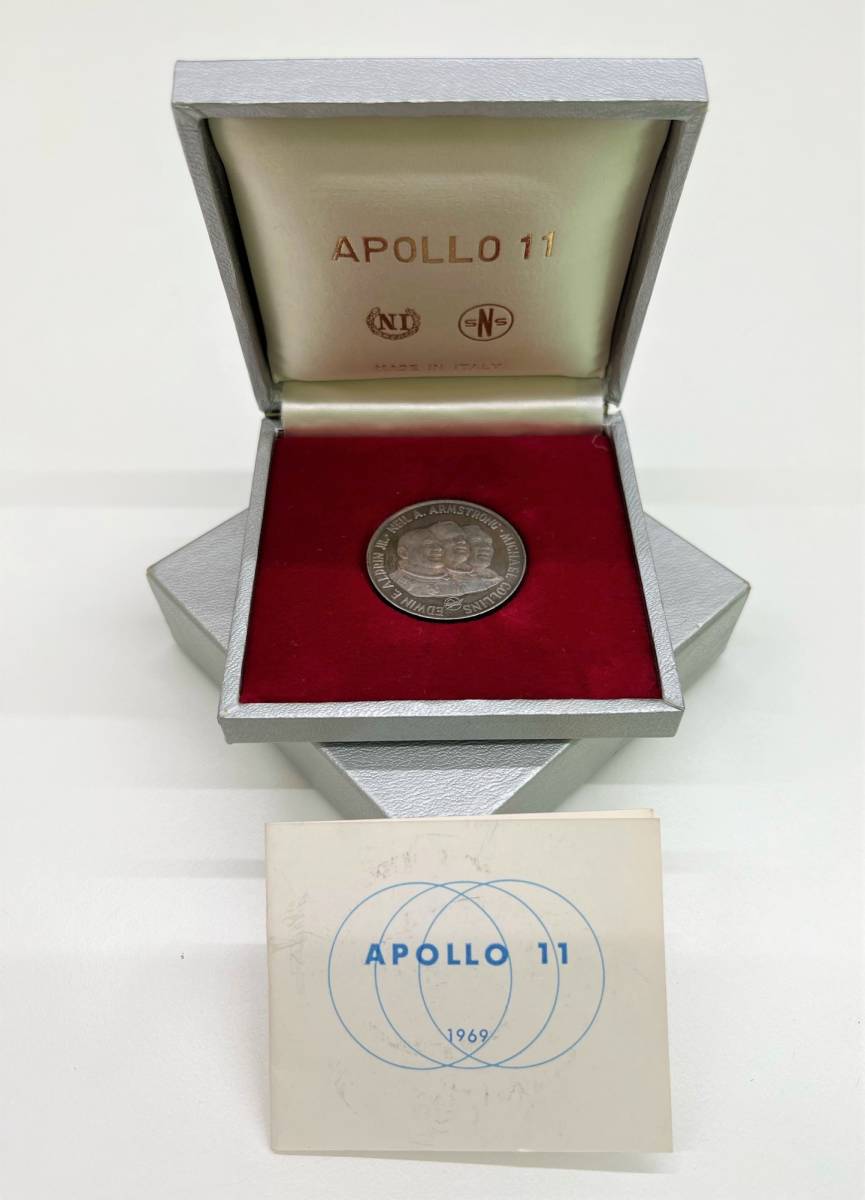 APOLLO 11
NI
SNS
MADE IN ITALY
EDWIN E. ALDRIN JR. · NEIL A. ARMSTRONG · MICHAEL COLLINS
APOLLO 11
1969